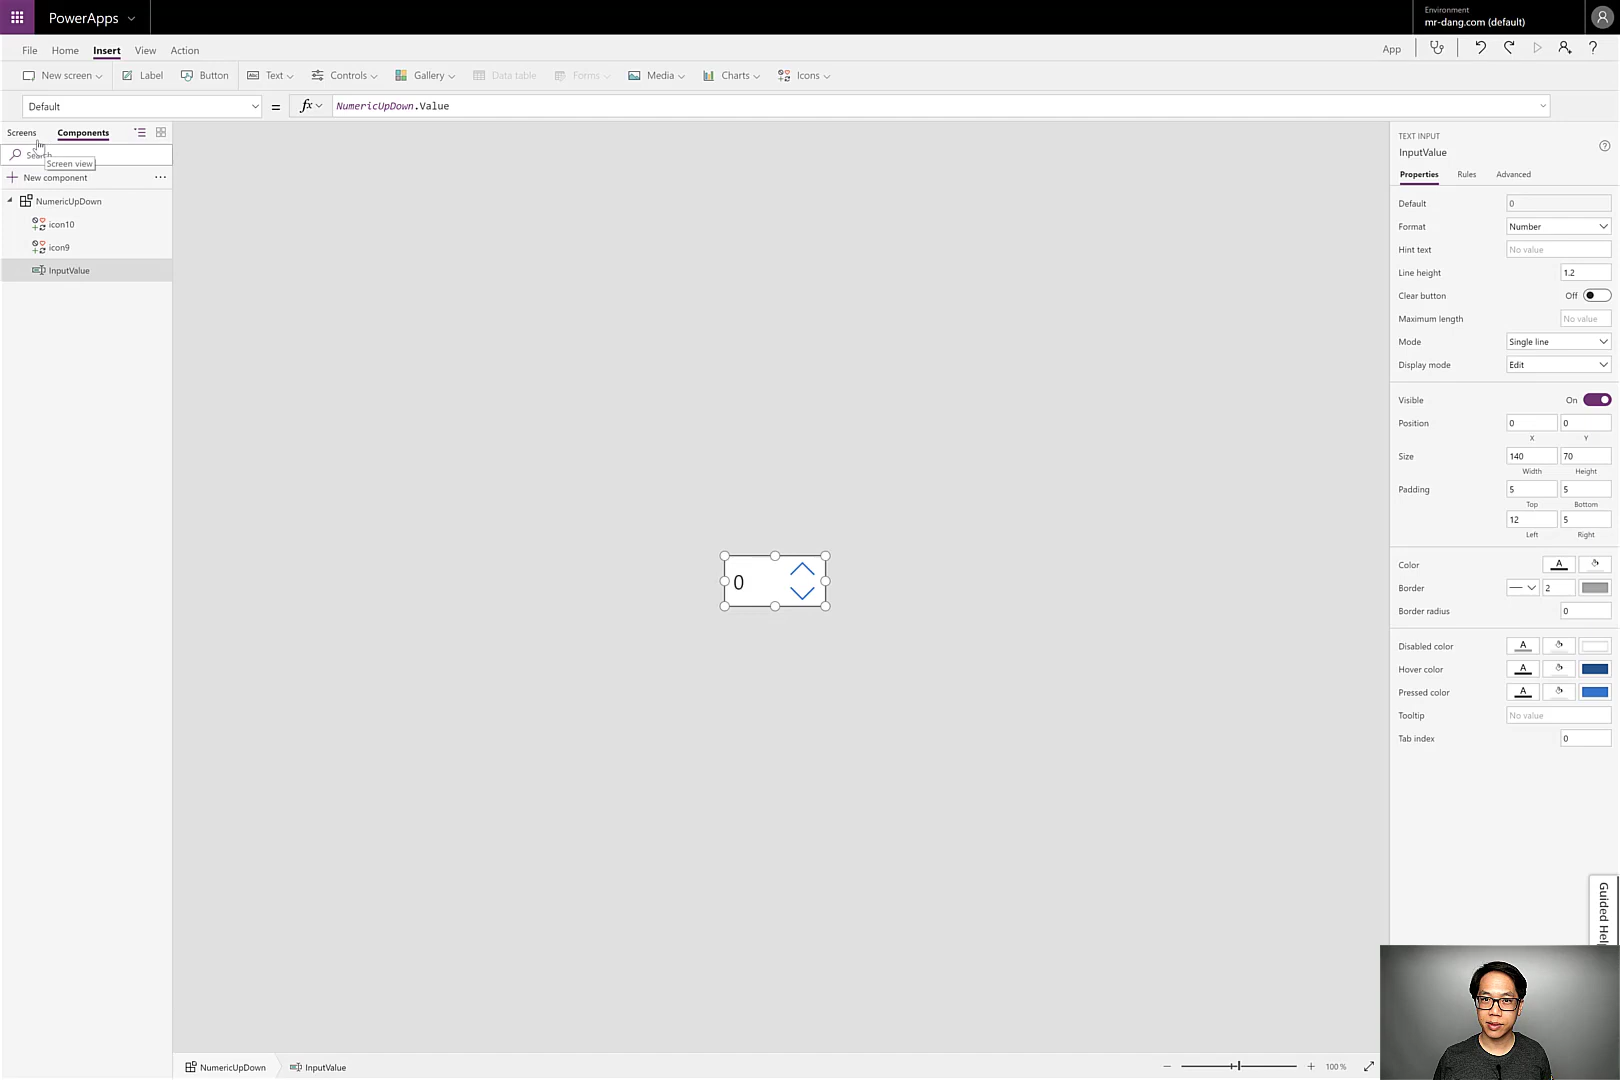 PowerApps
Environment
mr-dang.com (default)
File Home Insert View Action
App
New screen Label Button Text Controls Gallery Data table Forms Media Charts Icons
Default = fx NumericUpDown.Value
Screens Components
Search
Screen view
New component ...
NumericUpDown
icon10
icon9
InputValue
0
TEXT INPUT
InputValue
Properties Rules Advanced
Default 0
Format Number
Hint text No value
Line height 1.2
Clear button Off
Maximum length No value
Mode Single line
Display mode Edit
Visible On
Position 0 0
X Y
Size 140 70
Width Height
Padding 5 5
Top Bottom
12 5
Left Right
Color A
Border 2
Border radius 0
Disabled color A
Hover color A
Pressed color A
Tooltip No value
Tab index 0
Guided Help
NumericUpDown InputValue
100 %